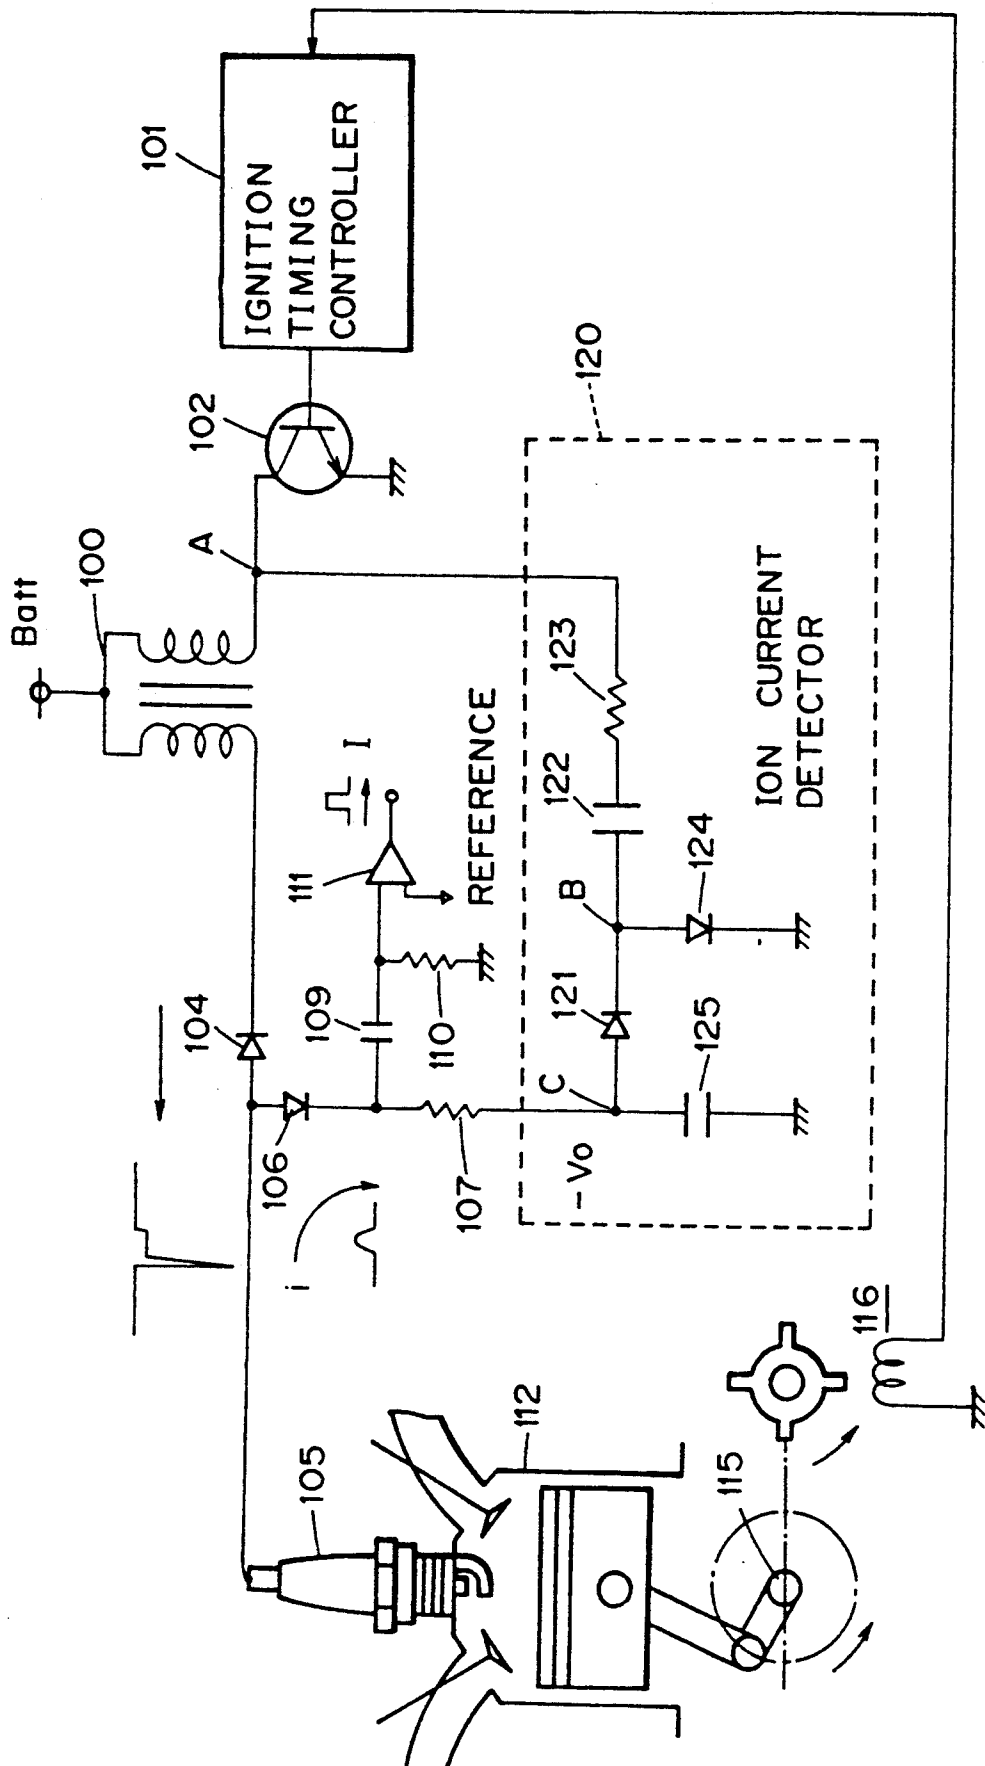 Batt
100
A
102
101
IGNITION
TIMING
CONTROLLER
104
106
109
110
111
I
REFERENCE
i
107
105
112
115
116
120
-Vo
C
121
B
122
123
124
125
ION CURRENT
DETECTOR